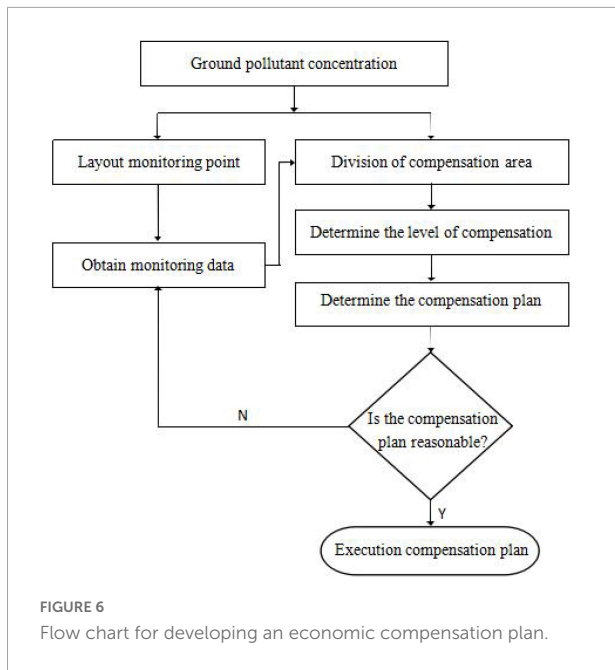 Ground pollutant concentration
Layout monitoring point
Division of compensation area
Determine the level of compensation
Obtain monitoring data
Determine the compensation plan
N
Is the compensation
plan reasonable?
Y
Execution compensation plan
FIGURE 6
Flow chart for developing an economic compensation plan.